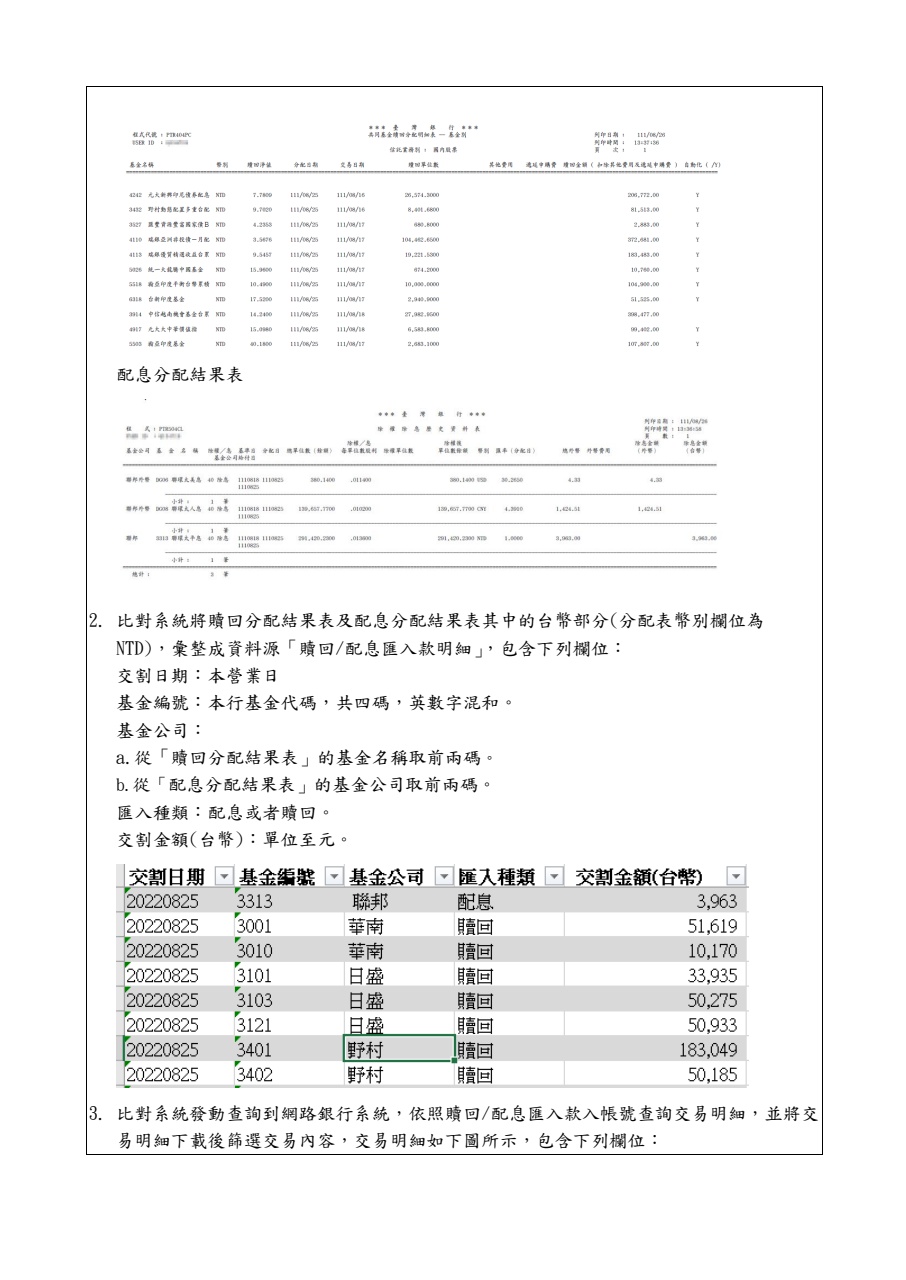 *** 臺 灣 銀 行 ***
程式代號 : PTR404PC 共同基金贖回分配明細表 — 基金別 列印日期 : 111/08/26
USER ID : 列印時間 : 13:37:36
信託業務別 : 國內股票 頁 次 : 1
基金名稱 幣別 贖回淨值 分配日期 交易日期 贖回單位數 其他費用 遞延申購費 贖回金額 ( 扣除其他費用及遞延申購費 ) 自動化 ( /Y)
4242 元大新興印尼債券配息 NTD 7.7809 111/08/25 111/08/16 26,574.3000 206,772.00 Y
3432 野村動態配置多重台配 NTD 9.7020 111/08/25 111/08/16 8,401.6800 81,513.00 Y
3527 匯豐資源豐富國家債B NTD 4.2353 111/08/25 111/08/17 680.8000 2,883.00 Y
4110 瑞銀亞洲非投債一月配 NTD 3.5676 111/08/25 111/08/17 104,462.6500 372,681.00 Y
4113 瑞銀優質精選收益台累 NTD 9.5457 111/08/25 111/08/17 19,221.5300 183,483.00 Y
5026 統一大龍騰中國基金 NTD 15.9600 111/08/25 111/08/17 674.2000 10,760.00 Y
5518 翰亞印度平衡台幣累積 NTD 10.4900 111/08/25 111/08/17 10,000.0000 104,900.00 Y
6318 台新印度基金 NTD 17.5200 111/08/25 111/08/17 2,940.9000 51,525.00 Y
3914 中信越南機會基金台累 NTD 14.2400 111/08/25 111/08/18 27,982.9500 398,477.00
4917 元大大中華價值指 NTD 15.0980 111/08/25 111/08/18 6,583.8000 99,402.00 Y
5503 翰亞印度基金 NTD 40.1800 111/08/25 111/08/17 2,683.1000 107,807.00 Y
配息分配結果表
*** 臺 灣 銀 行 ***
程 式 : PTR504CL 除 權 除 息 歷 史 資 料 表 列印日期 : 111/08/26
列印時間 : 13:36:58
頁 數 : 1
除權/息 除權後 除息金額 除息金額
基金公司 基 金 名 稱 除權/息 基準日 分配日 總單位數 (餘額) 每單位數股利 除權單位數 單位數餘額 幣別 匯率 (分配日) 總外幣 外幣費用 (外幣) (台幣)
基金公司給付日
聯邦外幣 DG06 聯環太美息 40 除息 1110818 1110825 380.1400 .011400 380.1400 USD 30.2650 4.33 4.33
1110825
小計 : 1 筆
聯邦外幣 DG08 聯環太人息 40 除息 1110818 1110825 139,657.7700 .010200 139,657.7700 CNY 4.3910 1,424.51 1,424.51
1110825
小計 : 1 筆
聯邦 3313 聯環太平息 40 除息 1110818 1110825 291,420.2300 .013600 291,420.2300 NTD 1.0000 3,963.00 3,963.00
1110825
小計 : 1 筆
總計 : 3 筆
2. 比對系統將贖回分配結果表及配息分配結果表其中的台幣部分(分配表幣別欄位為
NTD)，彙整成資料源「贖回/配息匯入款明細」，包含下列欄位：
交割日期：本營業日
基金編號：本行基金代碼，共四碼，英數字混和。
基金公司：
a.從「贖回分配結果表」的基金名稱取前兩碼。
b.從「配息分配結果表」的基金公司取前兩碼。
匯入種類：配息或者贖回。
交割金額(台幣)：單位至元。
交割日期 基金編號 基金公司 匯入種類 交割金額(台幣)
20220825 3313 聯邦 配息 3,963
20220825 3001 華南 贖回 51,619
20220825 3010 華南 贖回 10,170
20220825 3101 日盛 贖回 33,935
20220825 3103 日盛 贖回 50,275
20220825 3121 日盛 贖回 50,933
20220825 3401 野村 贖回 183,049
20220825 3402 野村 贖回 50,185
3. 比對系統發動查詢到網路銀行系統，依照贖回/配息匯入款入帳號查詢交易明細，並將交
易明細下載後篩選交易內容，交易明細如下圖所示，包含下列欄位：